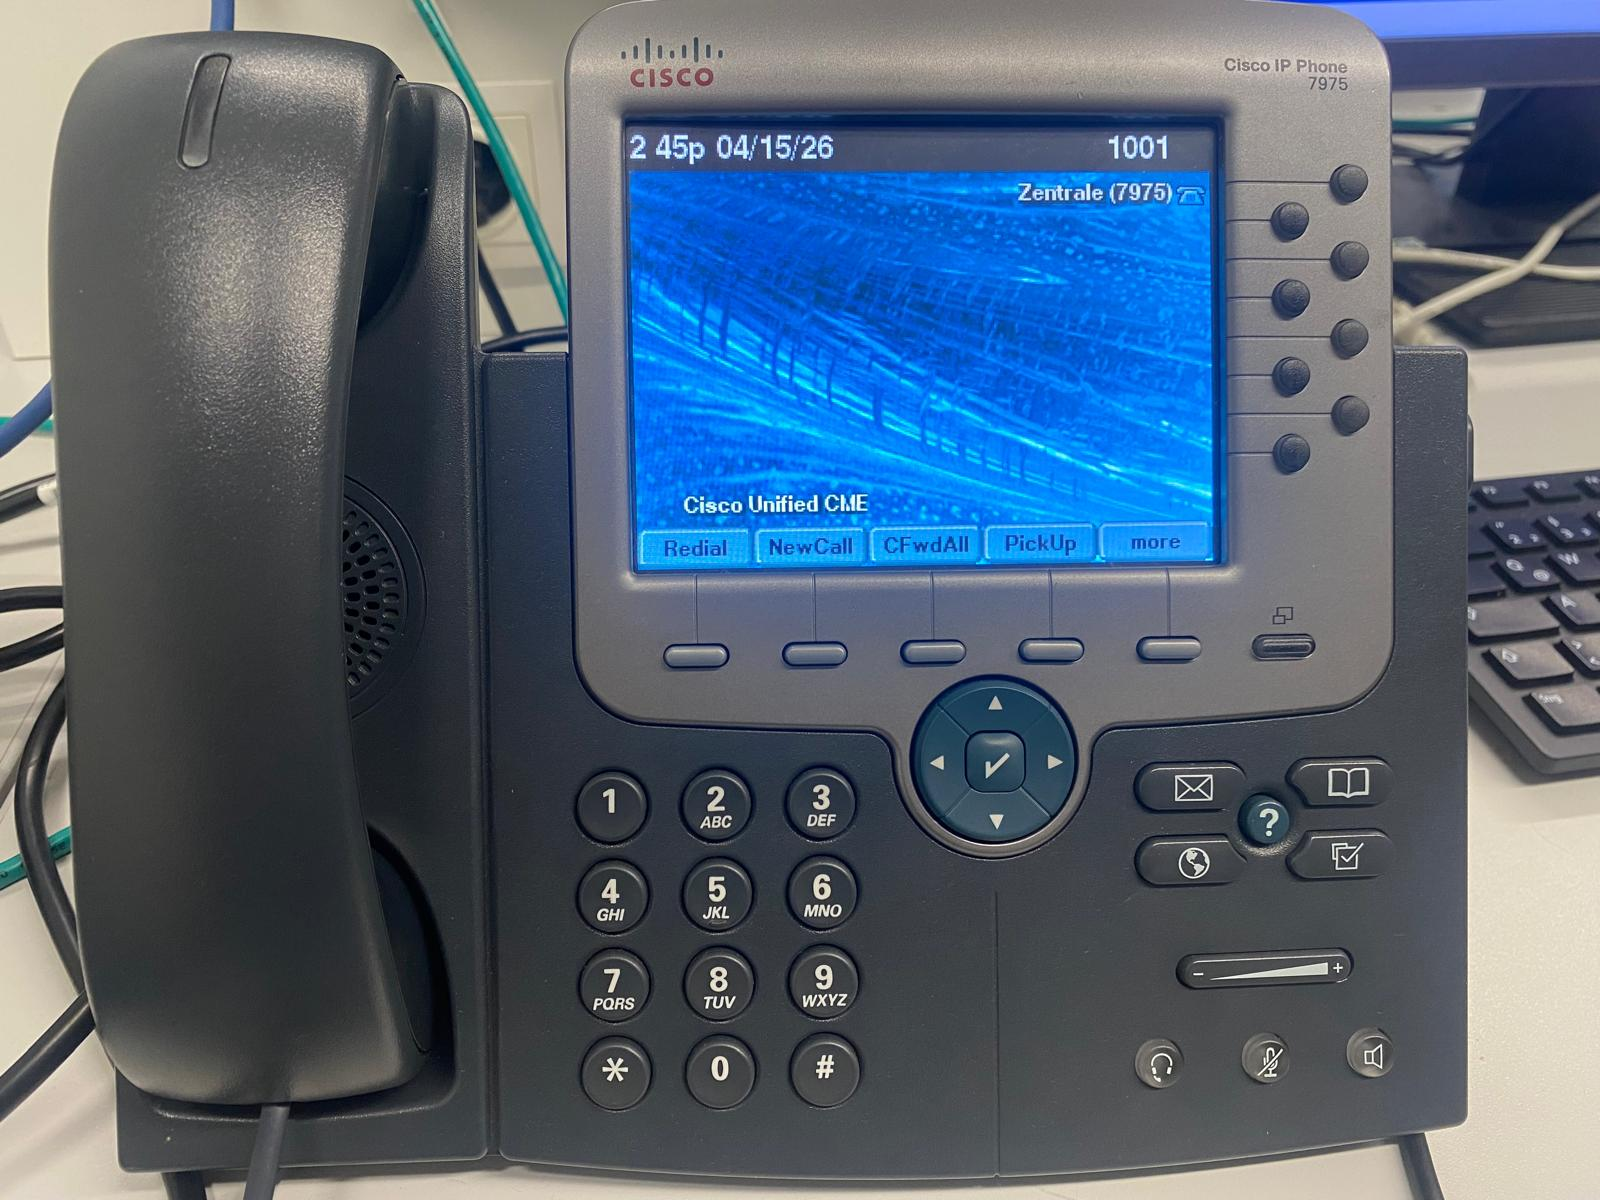 CISCO
Cisco IP Phone
7975
2 45p 04/15/26 1001
Zentrale (7975)
Cisco Unified CME
Redial NewCall CFwdAll PickUp more
1 2 ABC 3 DEF
4 GHI 5 JKL 6 MNO
7 PQRS 8 TUV 9 WXYZ
* 0 #
?
- +